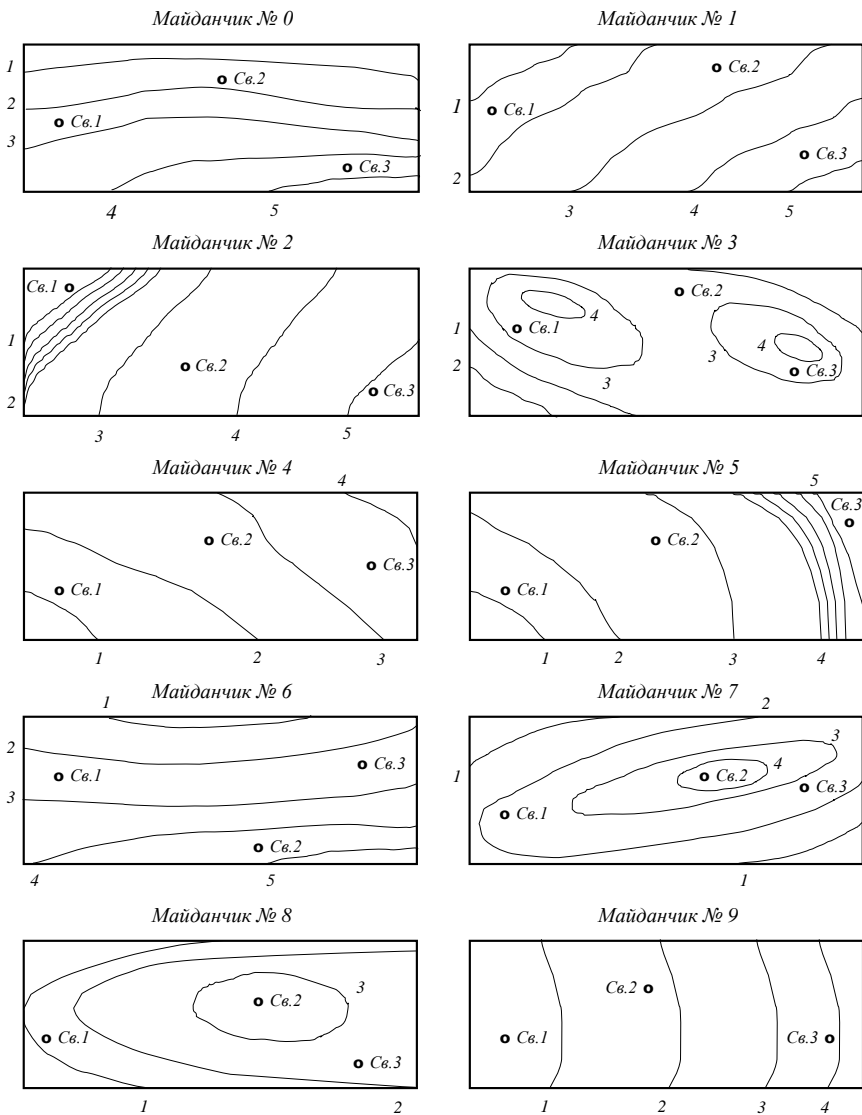 Майданчик № 0
1
2
3
Св.2
Св.1
Св.3
4
5
Майданчик № 1
1
2
Св.2
Св.1
Св.3
3
4
5
Майданчик № 2
Св.1
1
2
Св.2
Св.3
3
4
5
Майданчик № 3
1
2
Св.2
4
Св.1
3
4
3
Св.3
Майданчик № 4
4
Св.2
Св.3
Св.1
1
2
3
Майданчик № 5
5
Св.3
Св.2
Св.1
1
2
3
4
Майданчик № 6
1
2
3
Св.1
Св.3
Св.2
4
5
Майданчик № 7
2
3
4
1
Св.2
Св.3
Св.1
1
Майданчик № 8
3
Св.2
Св.1
Св.3
1
2
Майданчик № 9
Св.2
Св.1
Св.3
1
2
3
4